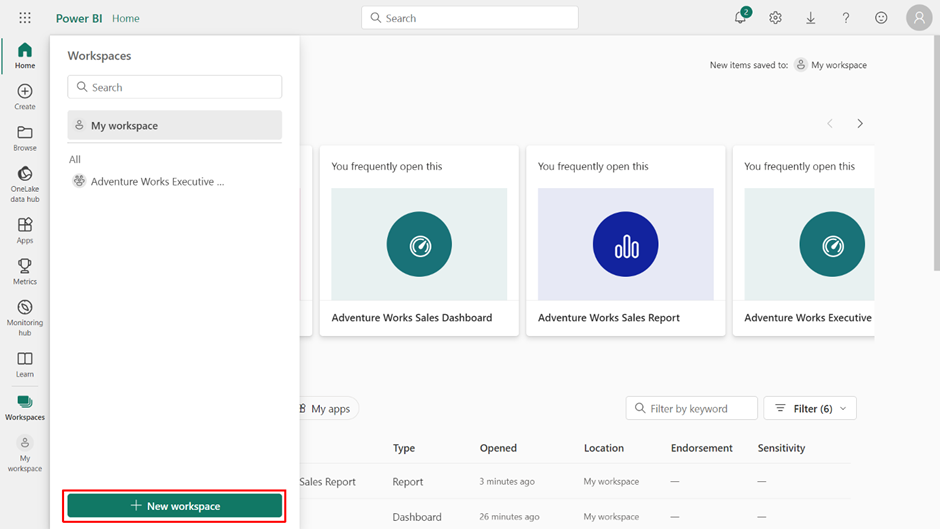 Power BI Home
Search
2
Home
Create
Browse
OneLake
data hub
Apps
Metrics
Monitoring
hub
Learn
Workspaces
My
workspace
Workspaces
Search
My workspace
All
Adventure Works Executive ...
+ New workspace
New items saved to: My workspace
You frequently open this
Adventure Works Sales Dashboard
You frequently open this
Adventure Works Sales Report
You frequently open this
Adventure Works Executive
My apps
Filter by keyword
Filter (6)
Type Opened Location Endorsement Sensitivity
Sales Report Report 3 minutes ago My workspace — —
Dashboard 26 minutes ago My workspace — —